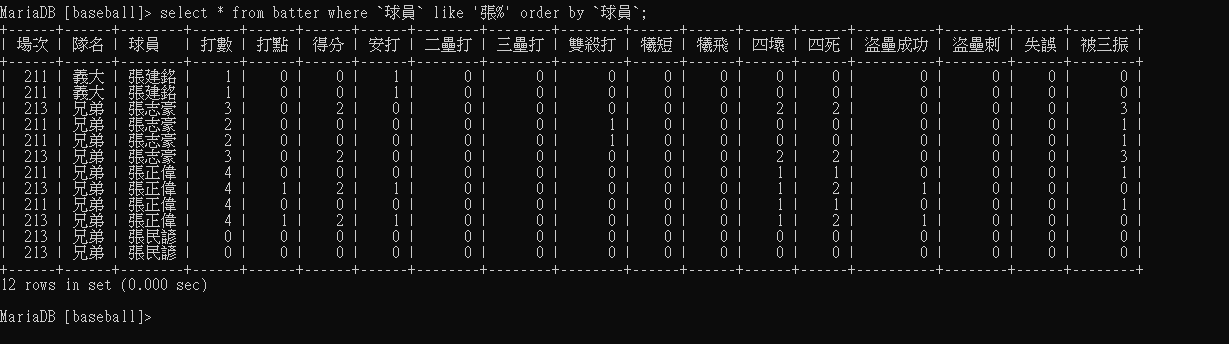 MariaDB [baseball]> select * from batter where `球員` like '張%' order by `球員`;
+------+------+--------+------+------+------+------+--------+--------+--------+------+------+------+------+----------+--------+------+--------+
| 場次 | 隊名 | 球員 | 打數 | 打點 | 得分 | 安打 | 二壘打 | 三壘打 | 雙殺打 | 犧短 | 犧飛 | 四壞 | 四死 | 盜壘成功 | 盜壘刺 | 失誤 | 被三振 |
+------+------+--------+------+------+------+------+--------+--------+--------+------+------+------+------+----------+--------+------+--------+
| 211 | 義大 | 張建銘 | 1 | 0 | 0 | 1 | 0 | 0 | 0 | 0 | 0 | 0 | 0 | 0 | 0 | 0 | 0 |
| 211 | 義大 | 張建銘 | 1 | 0 | 0 | 1 | 0 | 0 | 0 | 0 | 0 | 0 | 0 | 0 | 0 | 0 | 0 |
| 213 | 兄弟 | 張志豪 | 3 | 0 | 2 | 0 | 0 | 0 | 0 | 0 | 0 | 2 | 2 | 0 | 0 | 0 | 3 |
| 211 | 兄弟 | 張志豪 | 2 | 0 | 0 | 0 | 0 | 0 | 1 | 0 | 0 | 0 | 0 | 0 | 0 | 0 | 1 |
| 211 | 兄弟 | 張志豪 | 2 | 0 | 0 | 0 | 0 | 0 | 1 | 0 | 0 | 0 | 0 | 0 | 0 | 0 | 1 |
| 213 | 兄弟 | 張志豪 | 3 | 0 | 2 | 0 | 0 | 0 | 0 | 0 | 0 | 2 | 2 | 0 | 0 | 0 | 3 |
| 211 | 兄弟 | 張正偉 | 4 | 0 | 0 | 0 | 0 | 0 | 0 | 0 | 0 | 1 | 1 | 0 | 0 | 0 | 1 |
| 213 | 兄弟 | 張正偉 | 4 | 1 | 2 | 1 | 0 | 0 | 0 | 0 | 0 | 1 | 2 | 1 | 0 | 0 | 0 |
| 211 | 兄弟 | 張正偉 | 4 | 0 | 0 | 0 | 0 | 0 | 0 | 0 | 0 | 1 | 1 | 0 | 0 | 0 | 1 |
| 213 | 兄弟 | 張正偉 | 4 | 1 | 2 | 1 | 0 | 0 | 0 | 0 | 0 | 1 | 2 | 1 | 0 | 0 | 0 |
| 213 | 兄弟 | 張民諺 | 0 | 0 | 0 | 0 | 0 | 0 | 0 | 0 | 0 | 0 | 0 | 0 | 0 | 0 | 0 |
| 213 | 兄弟 | 張民諺 | 0 | 0 | 0 | 0 | 0 | 0 | 0 | 0 | 0 | 0 | 0 | 0 | 0 | 0 | 0 |
+------+------+--------+------+------+------+------+--------+--------+--------+------+------+------+------+----------+--------+------+--------+
12 rows in set (0.000 sec)
MariaDB [baseball]>